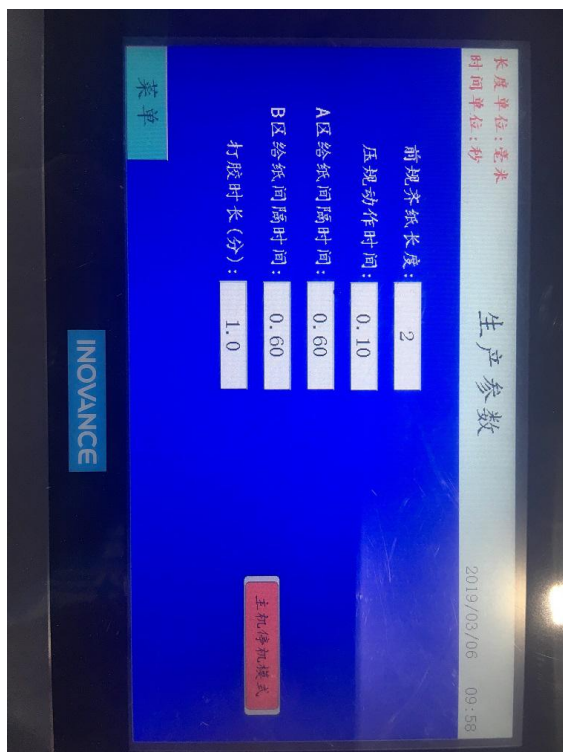 长度单位:毫米
时间单位:秒
生产参数
2019/03/06 09:58
前规齐纸长度: 2
压规动作时间: 0.10
A区给纸间隔时间: 0.60
B区给纸间隔时间: 0.60
打胶时长(分): 1.0
主机停机模式
菜单
INOVANCE